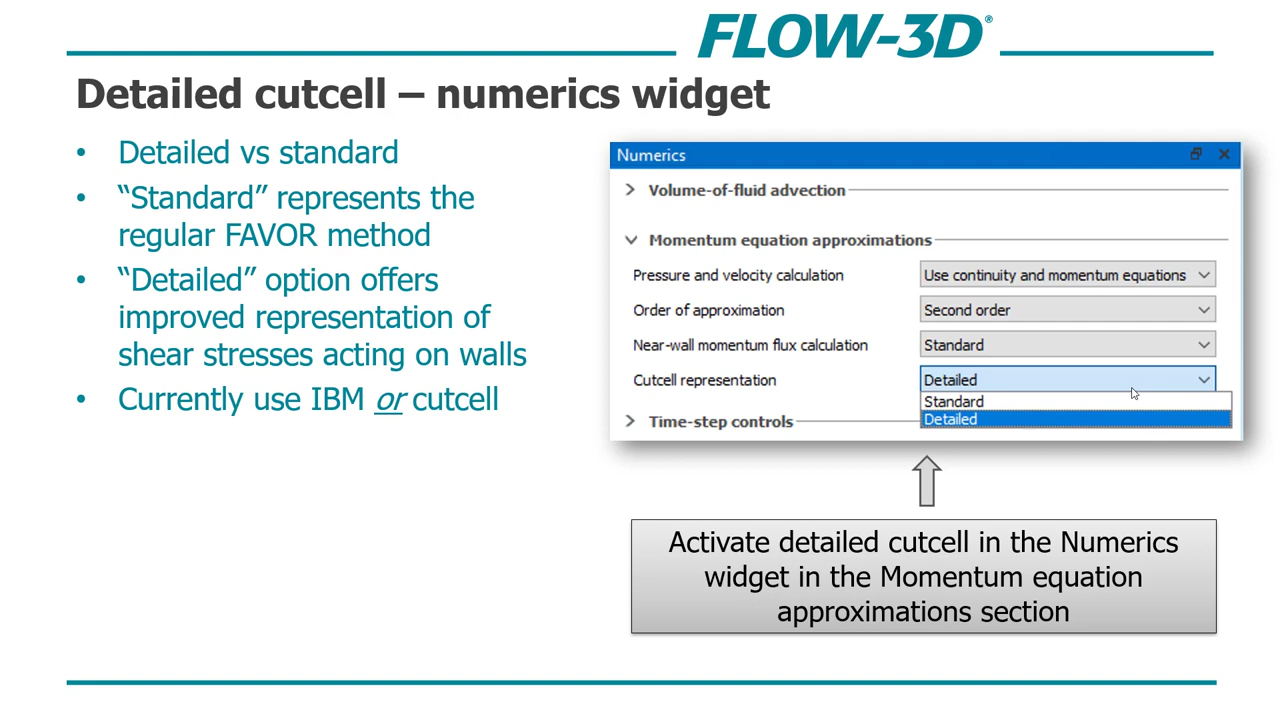 FLOW-3D®
Detailed cutcell – numerics widget
• Detailed vs standard
• “Standard” represents the
regular FAVOR method
• “Detailed” option offers
improved representation of
shear stresses acting on walls
• Currently use IBM or cutcell
Numerics
Volume-of-fluid advection
Momentum equation approximations
Pressure and velocity calculation Use continuity and momentum equations
Order of approximation Second order
Near-wall momentum flux calculation Standard
Cutcell representation Detailed
Standard
Detailed
Time-step controls
Activate detailed cutcell in the Numerics
widget in the Momentum equation
approximations section